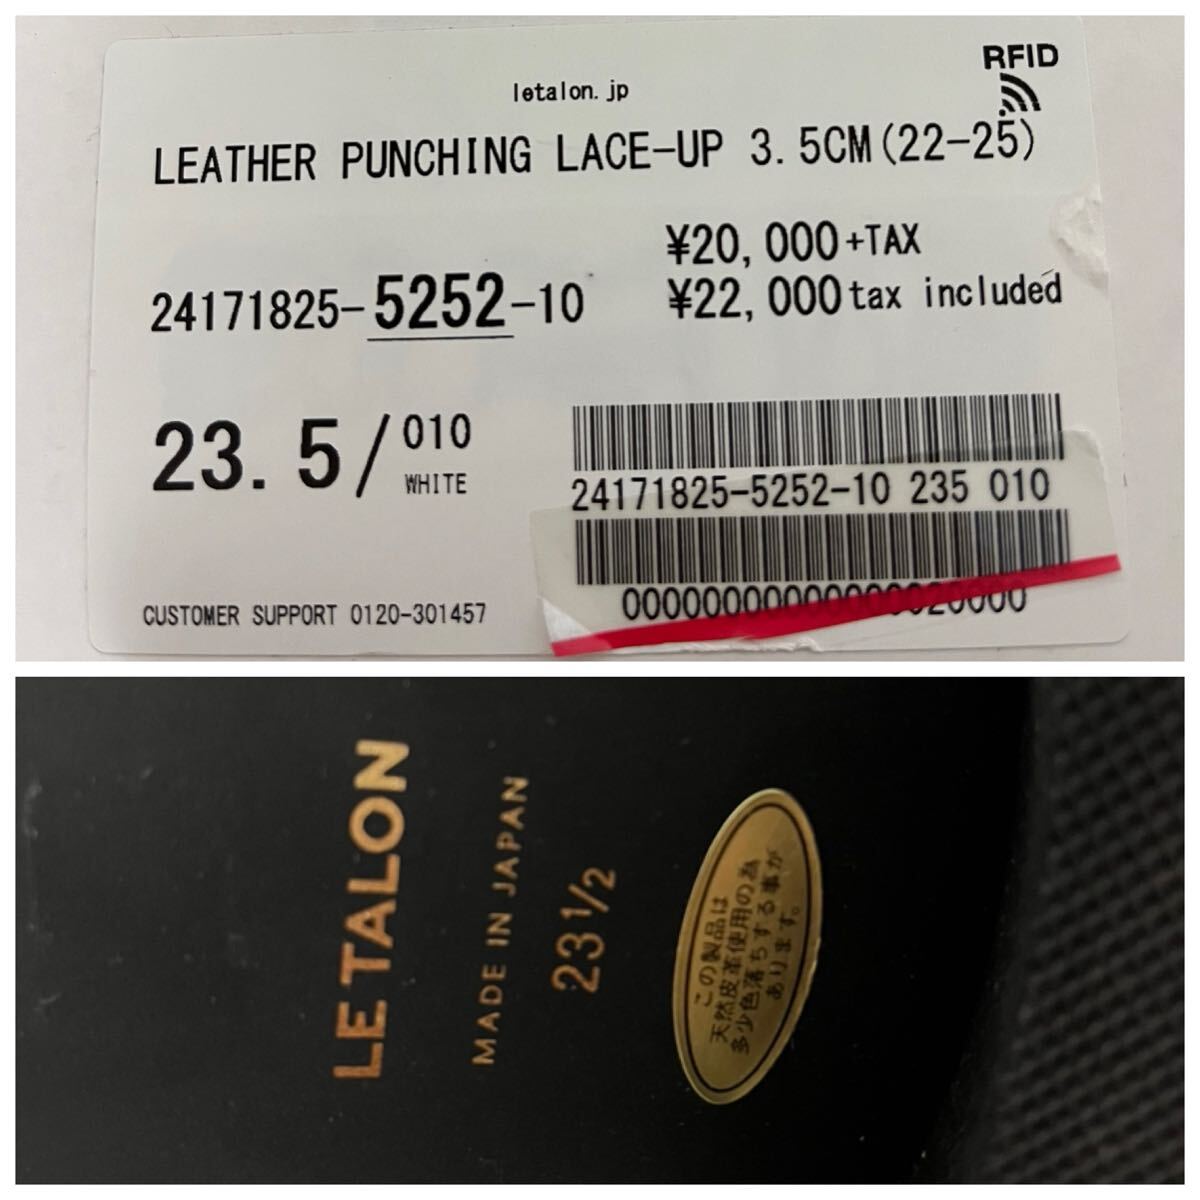 RFID
letalon.jp
LEATHER PUNCHING LACE-UP 3.5CM(22-25)
¥20,000+TAX
24171825-5252-10
¥22,000 tax included
23.5/010
WHITE
24171825-5252-10 235 010
CUSTOMER SUPPORT 0120-301457
LE TALON
MADE IN JAPAN
23½
この製品は
天然皮革使用の為
多少色落ちする事が
あります。